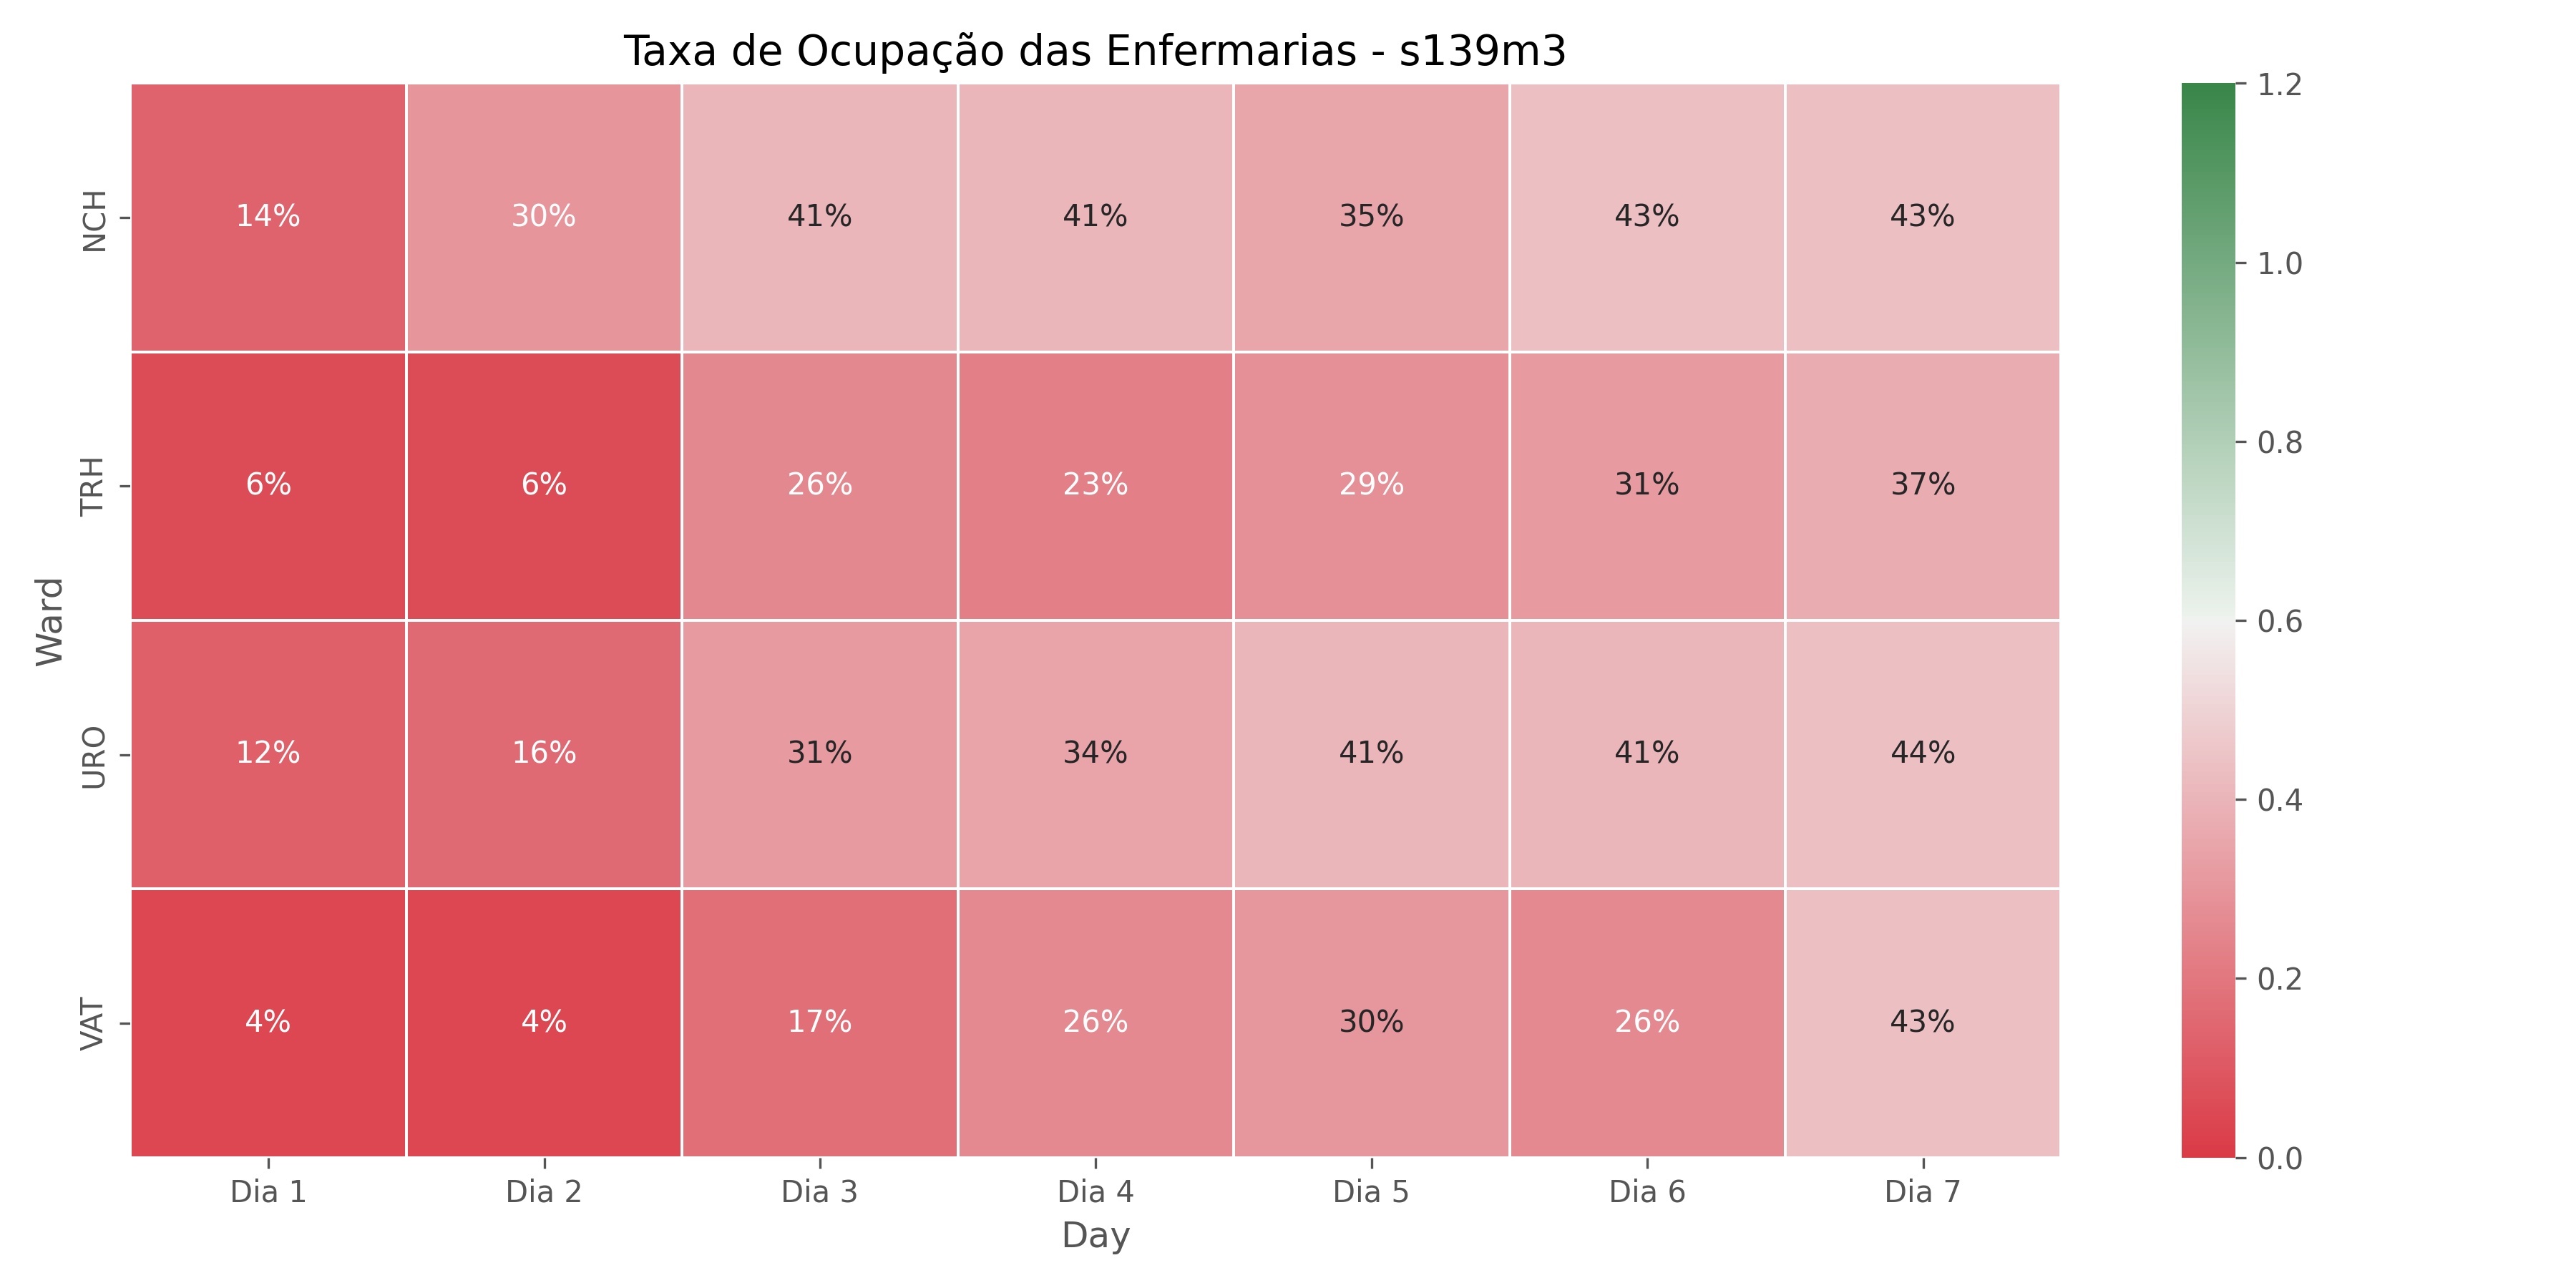 Taxa de Ocupação das Enfermarias - s139m3
Ward
NCH
14% 30% 41% 41% 35% 43% 43%
TRH
6% 6% 26% 23% 29% 31% 37%
URO
12% 16% 31% 34% 41% 41% 44%
VAT
4% 4% 17% 26% 30% 26% 43%
Dia 1 Dia 2 Dia 3 Dia 4 Dia 5 Dia 6 Dia 7
Day
1.2
1.0
0.8
0.6
0.4
0.2
0.0